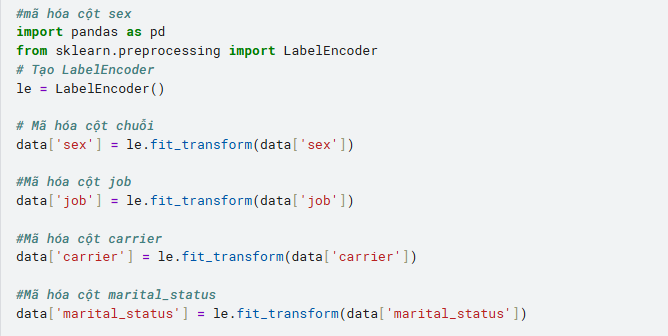 #mã hóa cột sex
import pandas as pd
from sklearn.preprocessing import LabelEncoder
# Tạo LabelEncoder
le = LabelEncoder()
# Mã hóa cột chuỗi
data['sex'] = le.fit_transform(data['sex'])
#Mã hóa cột job
data['job'] = le.fit_transform(data['job'])
#Mã hóa cột carrier
data['carrier'] = le.fit_transform(data['carrier'])
#Mã hóa cột marital_status
data['marital_status'] = le.fit_transform(data['marital_status'])